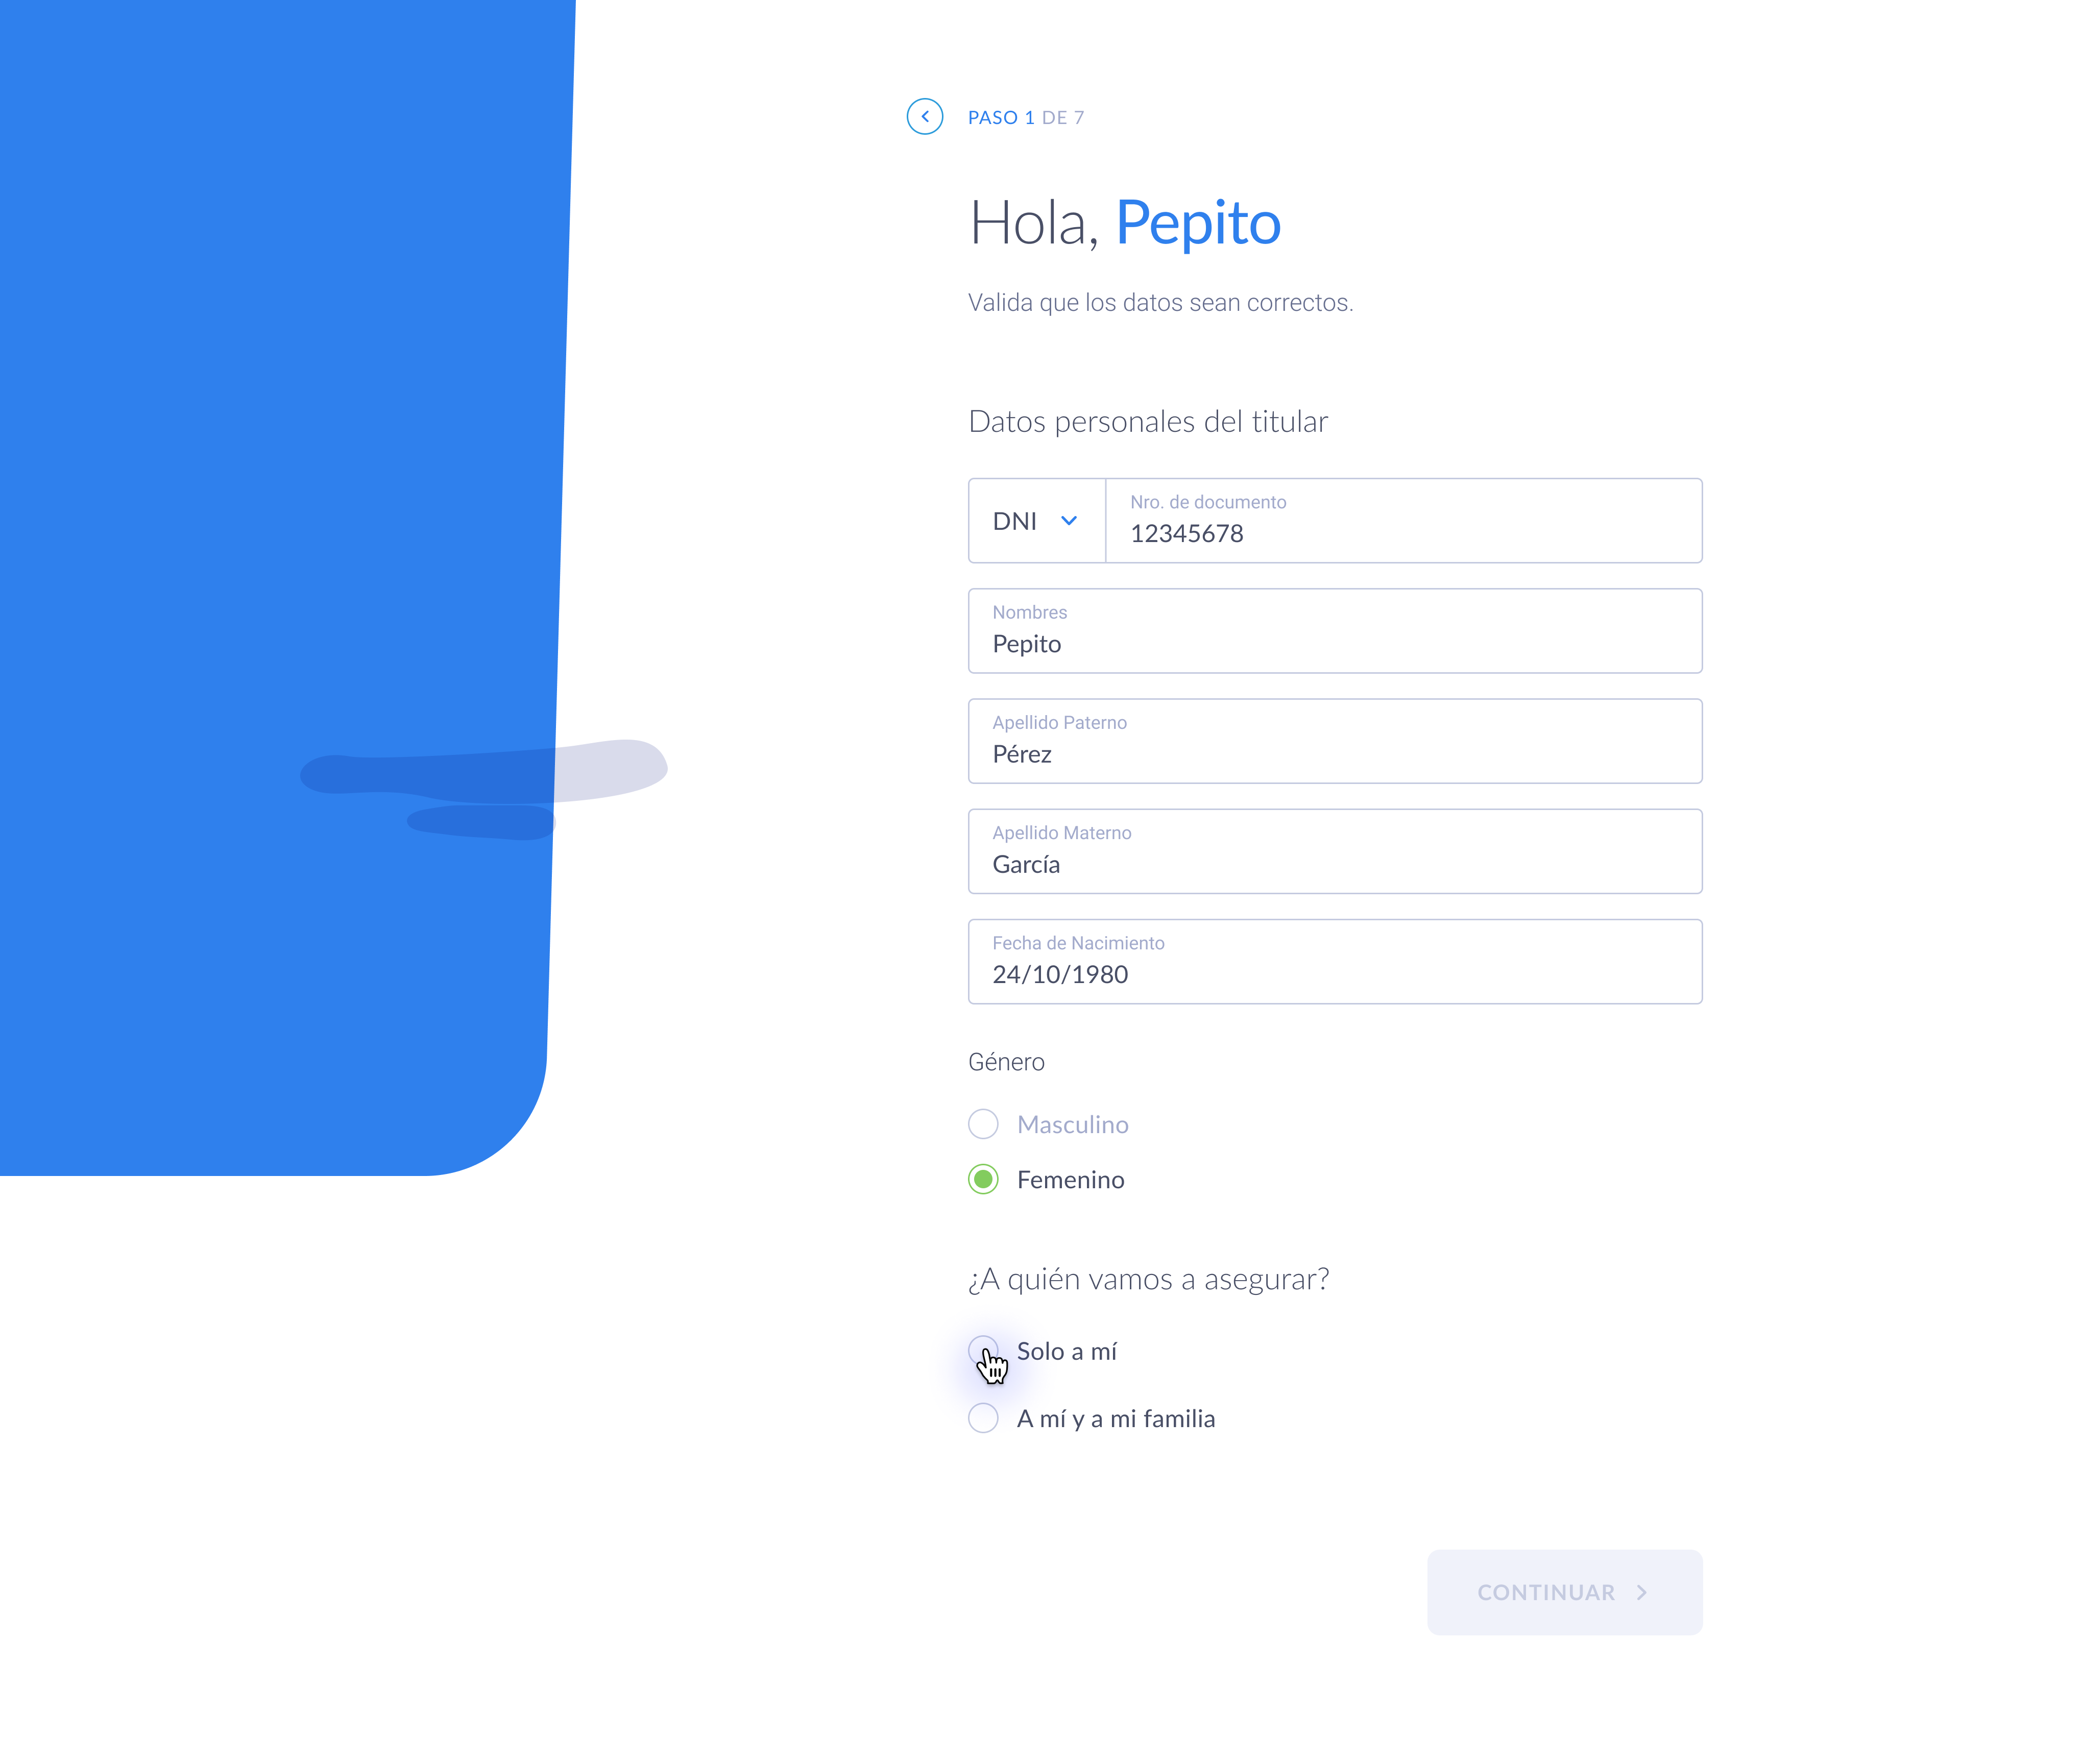 PASO 1 DE 7
Hola, Pepito
Valida que los datos sean correctos.
Datos personales del titular
DNI
Nro. de documento
12345678
Nombres
Pepito
Apellido Paterno
Pérez
Apellido Materno
García
Fecha de Nacimiento
24/10/1980
Género
Masculino
Femenino
¿A quién vamos a asegurar?
Solo a mí
A mí y a mi familia
CONTINUAR